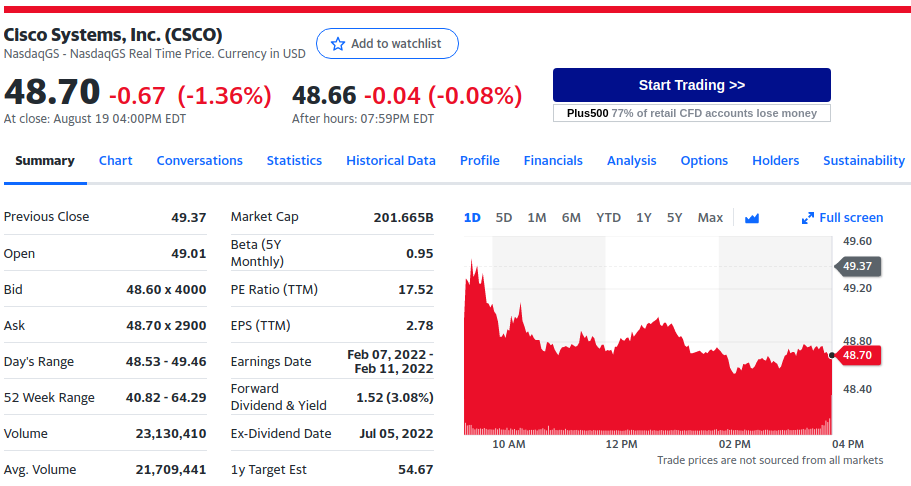 Cisco Systems, Inc. (CSCO)
NasdaqGS - NasdaqGS Real Time Price. Currency in USD
Add to watchlist
48.70 -0.67 (-1.36%)
At close: August 19 04:00PM EDT
48.66 -0.04 (-0.08%)
After hours: 07:59PM EDT
Start Trading >>
Plus500 77% of retail CFD accounts lose money
Summary Chart Conversations Statistics Historical Data Profile Financials Analysis Options Holders Sustainability
Previous Close 49.37
Open 49.01
Bid 48.60 x 4000
Ask 48.70 x 2900
Day's Range 48.53 - 49.46
52 Week Range 40.82 - 64.29
Volume 23,130,410
Avg. Volume 21,709,441
Market Cap 201.665B
Beta (5Y
Monthly) 0.95
PE Ratio (TTM) 17.52
EPS (TTM) 2.78
Earnings Date Feb 07, 2022 -
Feb 11, 2022
Forward
Dividend & Yield 1.52 (3.08%)
Ex-Dividend Date Jul 05, 2022
1y Target Est 54.67
1D 5D 1M 6M YTD 1Y 5Y Max Full screen
49.60
49.37
49.20
48.80
48.70
48.40
10 AM 12 PM 02 PM 04 PM
Trade prices are not sourced from all markets